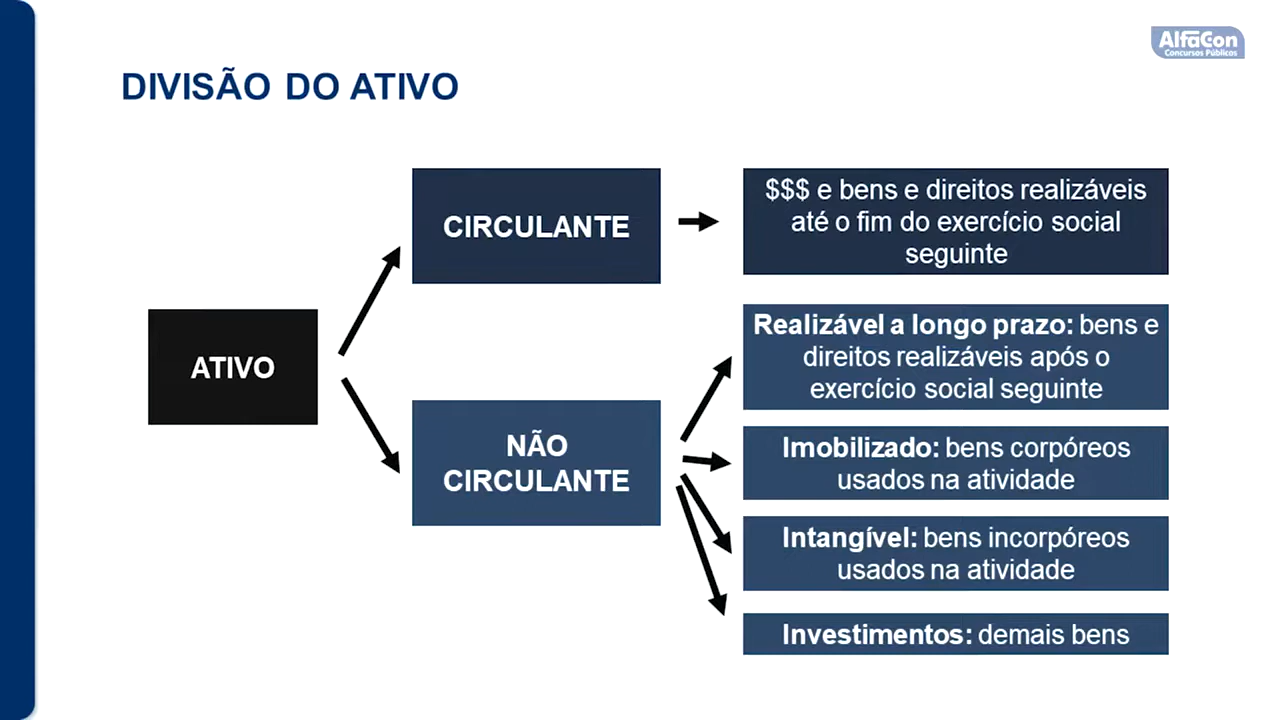 AlfaCon
Concursos Públicos
DIVISÃO DO ATIVO
ATIVO
CIRCULANTE
$$$ e bens e direitos realizáveis
até o fim do exercício social
seguinte
NÃO
CIRCULANTE
Realizável a longo prazo: bens e
direitos realizáveis após o
exercício social seguinte
Imobilizado: bens corpóreos
usados na atividade
Intangível: bens incorpóreos
usados na atividade
Investimentos: demais bens